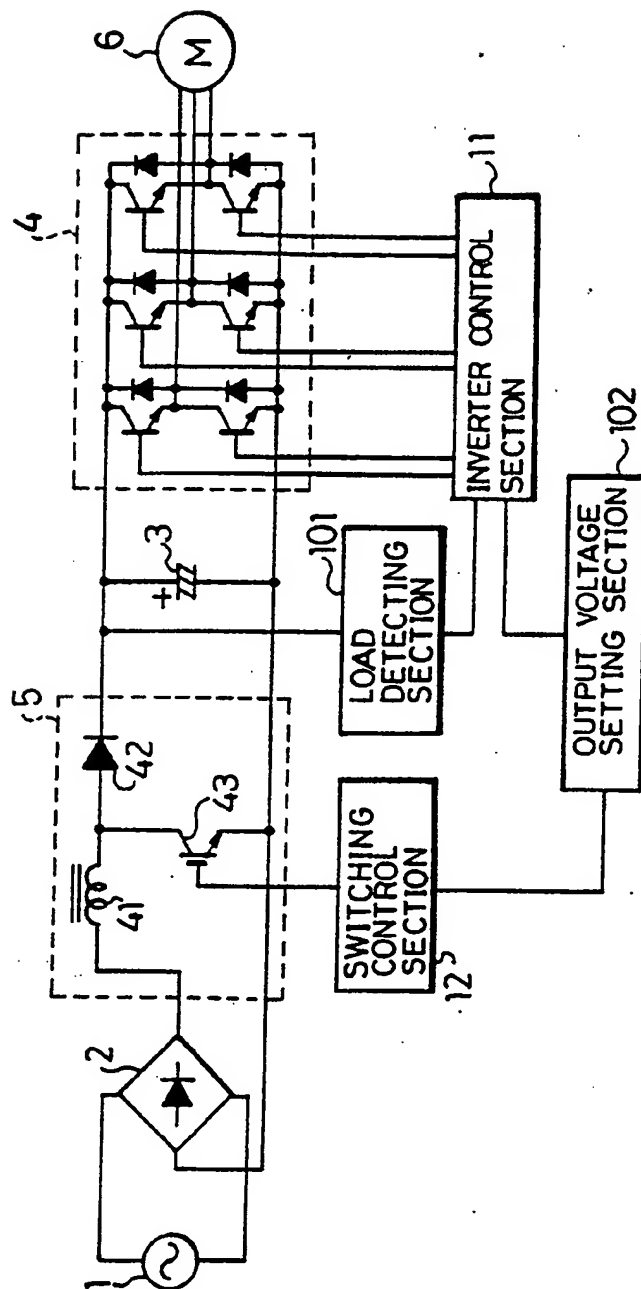 1
2
5
41
42
43
3
+
4
6
M
101
LOAD
DETECTING
SECTION
SWITCHING
CONTROL
SECTION
12
INVERTER CONTROL
SECTION
11
OUTPUT VOLTAGE
SETTING SECTION
102